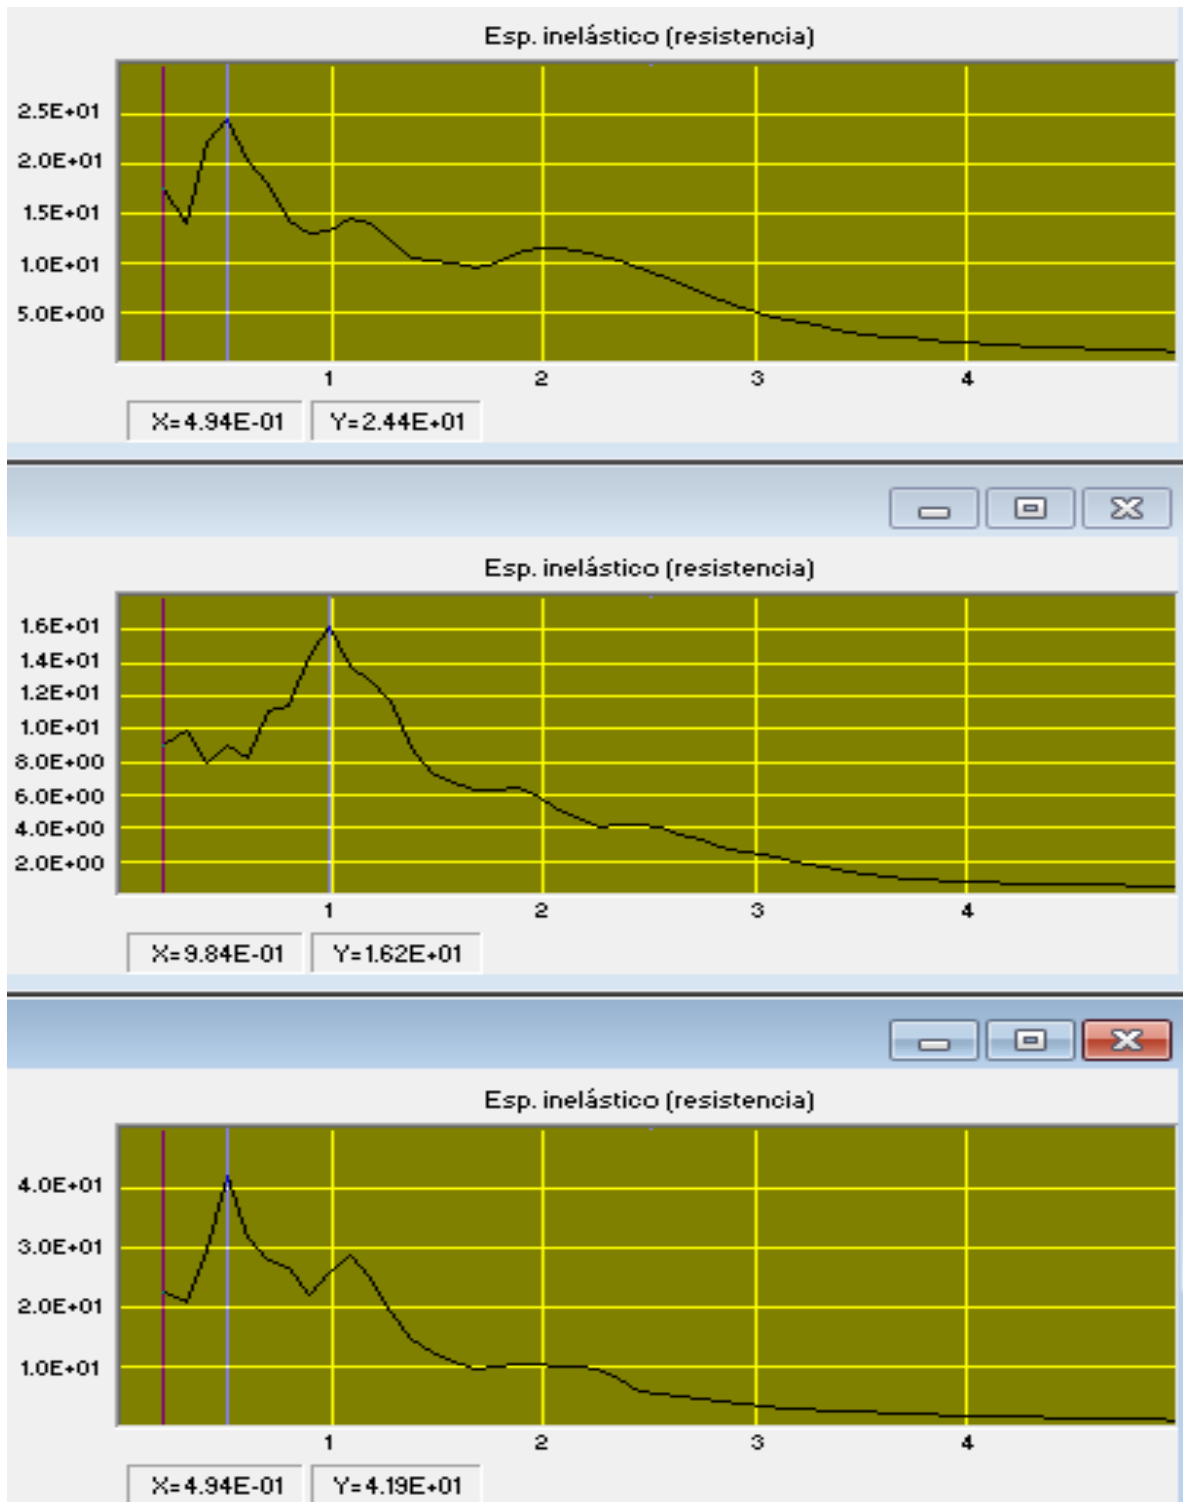 Esp. inelástico (resistencia)
2.5E+01
2.0E+01
1.5E+01
1.0E+01
5.0E+00
1 2 3 4
X=4.94E-01 Y=2.44E+01
Esp. inelástico (resistencia)
1.6E+01
1.4E+01
1.2E+01
1.0E+01
8.0E+00
6.0E+00
4.0E+00
2.0E+00
1 2 3 4
X=9.84E-01 Y=1.62E+01
Esp. inelástico (resistencia)
4.0E+01
3.0E+01
2.0E+01
1.0E+01
1 2 3 4
X=4.94E-01 Y=4.19E+01